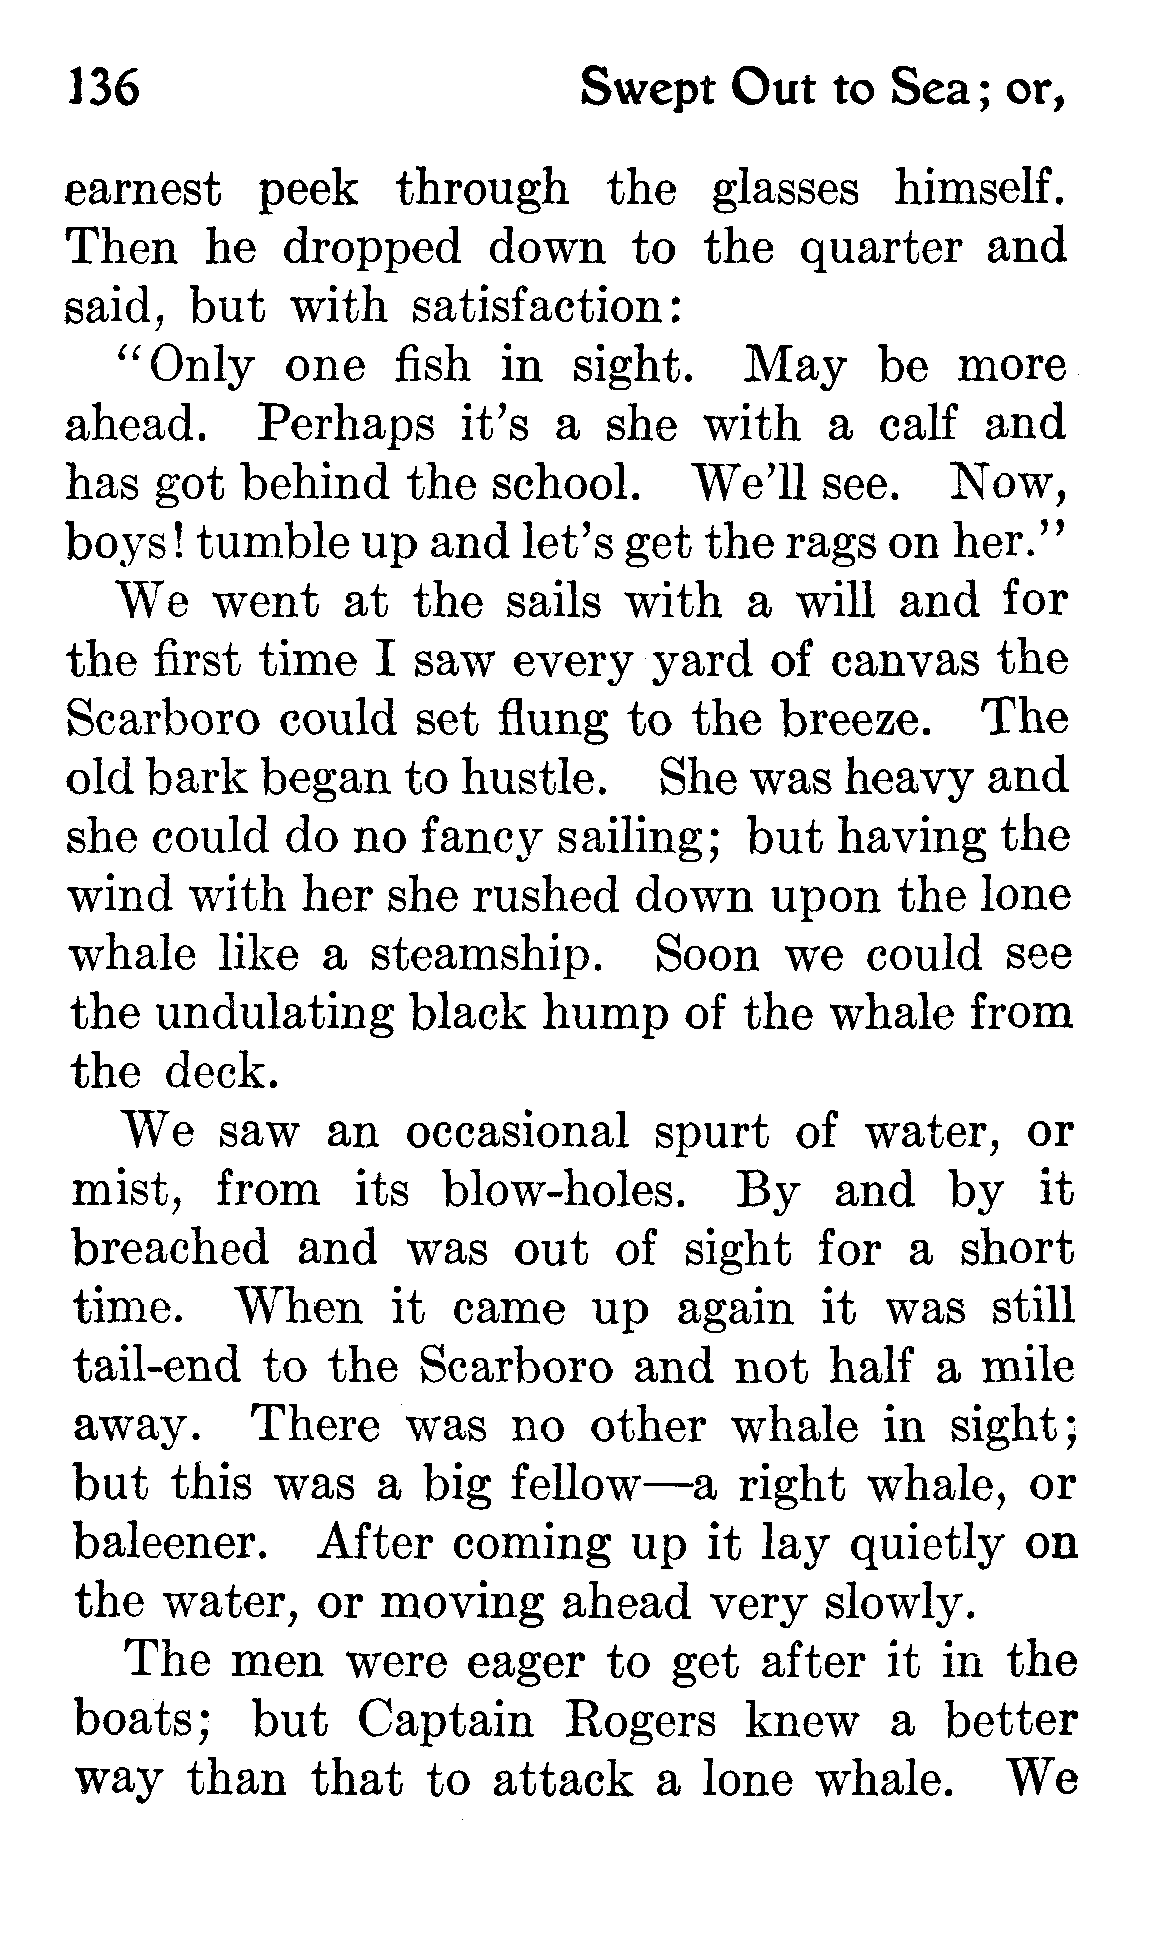 136 Swept Out to Sea; or,
earnest peek through the glasses himself.
Then he dropped down to the quarter and
said, but with satisfaction:
"Only one fish in sight. May be more
ahead. Perhaps it's a she with a calf and
has got behind the school. We'll see. Now,
boys! tumble up and let's get the rags on her."
We went at the sails with a will and for
the first time I saw every yard of canvas the
Scarboro could set flung to the breeze. The
old bark began to hustle. She was heavy and
she could do no fancy sailing; but having the
wind with her she rushed down upon the lone
whale like a steamship. Soon we could see
the undulating black hump of the whale from
the deck.
We saw an occasional spurt of water, or
mist, from its blow-holes. By and by it
breached and was out of sight for a short
time. When it came up again it was still
tail-end to the Scarboro and not half a mile
away. There was no other whale in sight;
but this was a big fellow—a right whale, or
baleener. After coming up it lay quietly on
the water, or moving ahead very slowly.
The men were eager to get after it in the
boats; but Captain Rogers knew a better
way than that to attack a lone whale. We